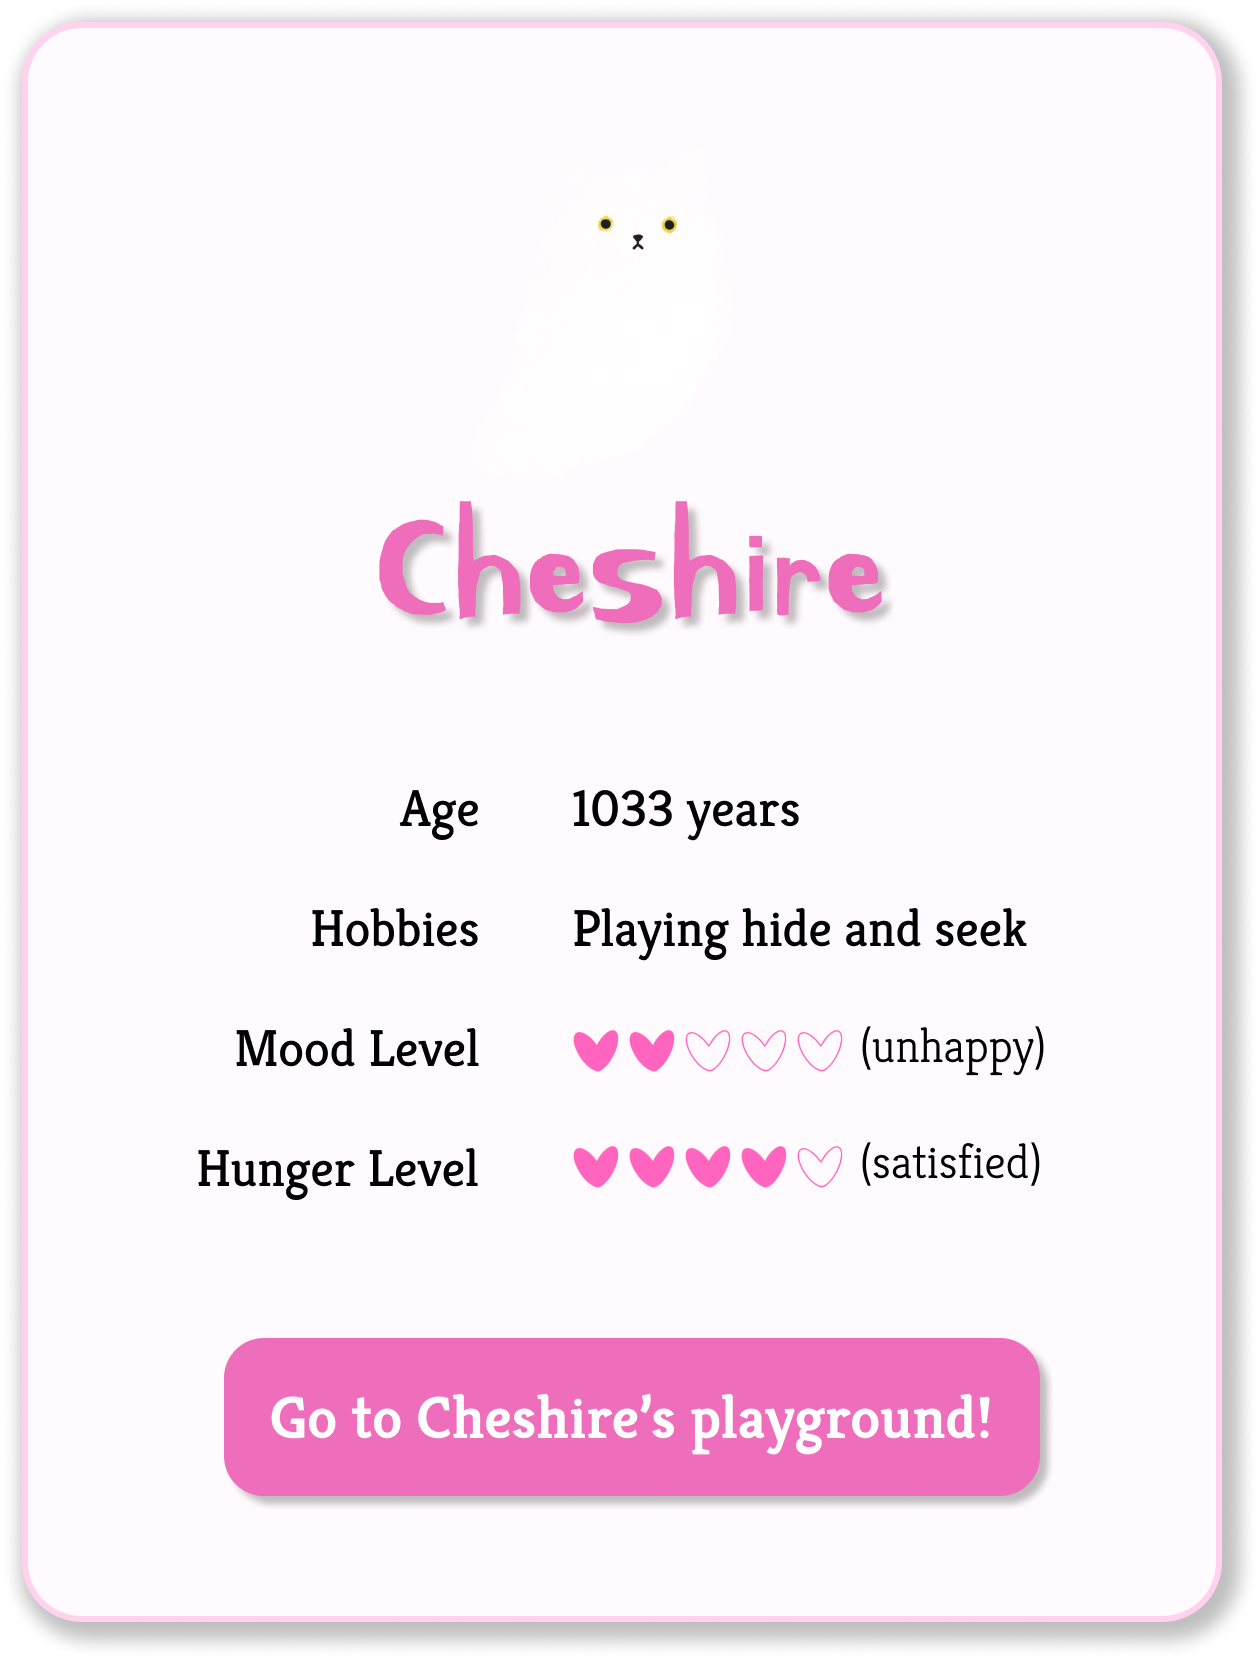 Cheshire
Age 1033 years
Hobbies Playing hide and seek
Mood Level (unhappy)
Hunger Level (satisfied)
Go to Cheshire’s playground!